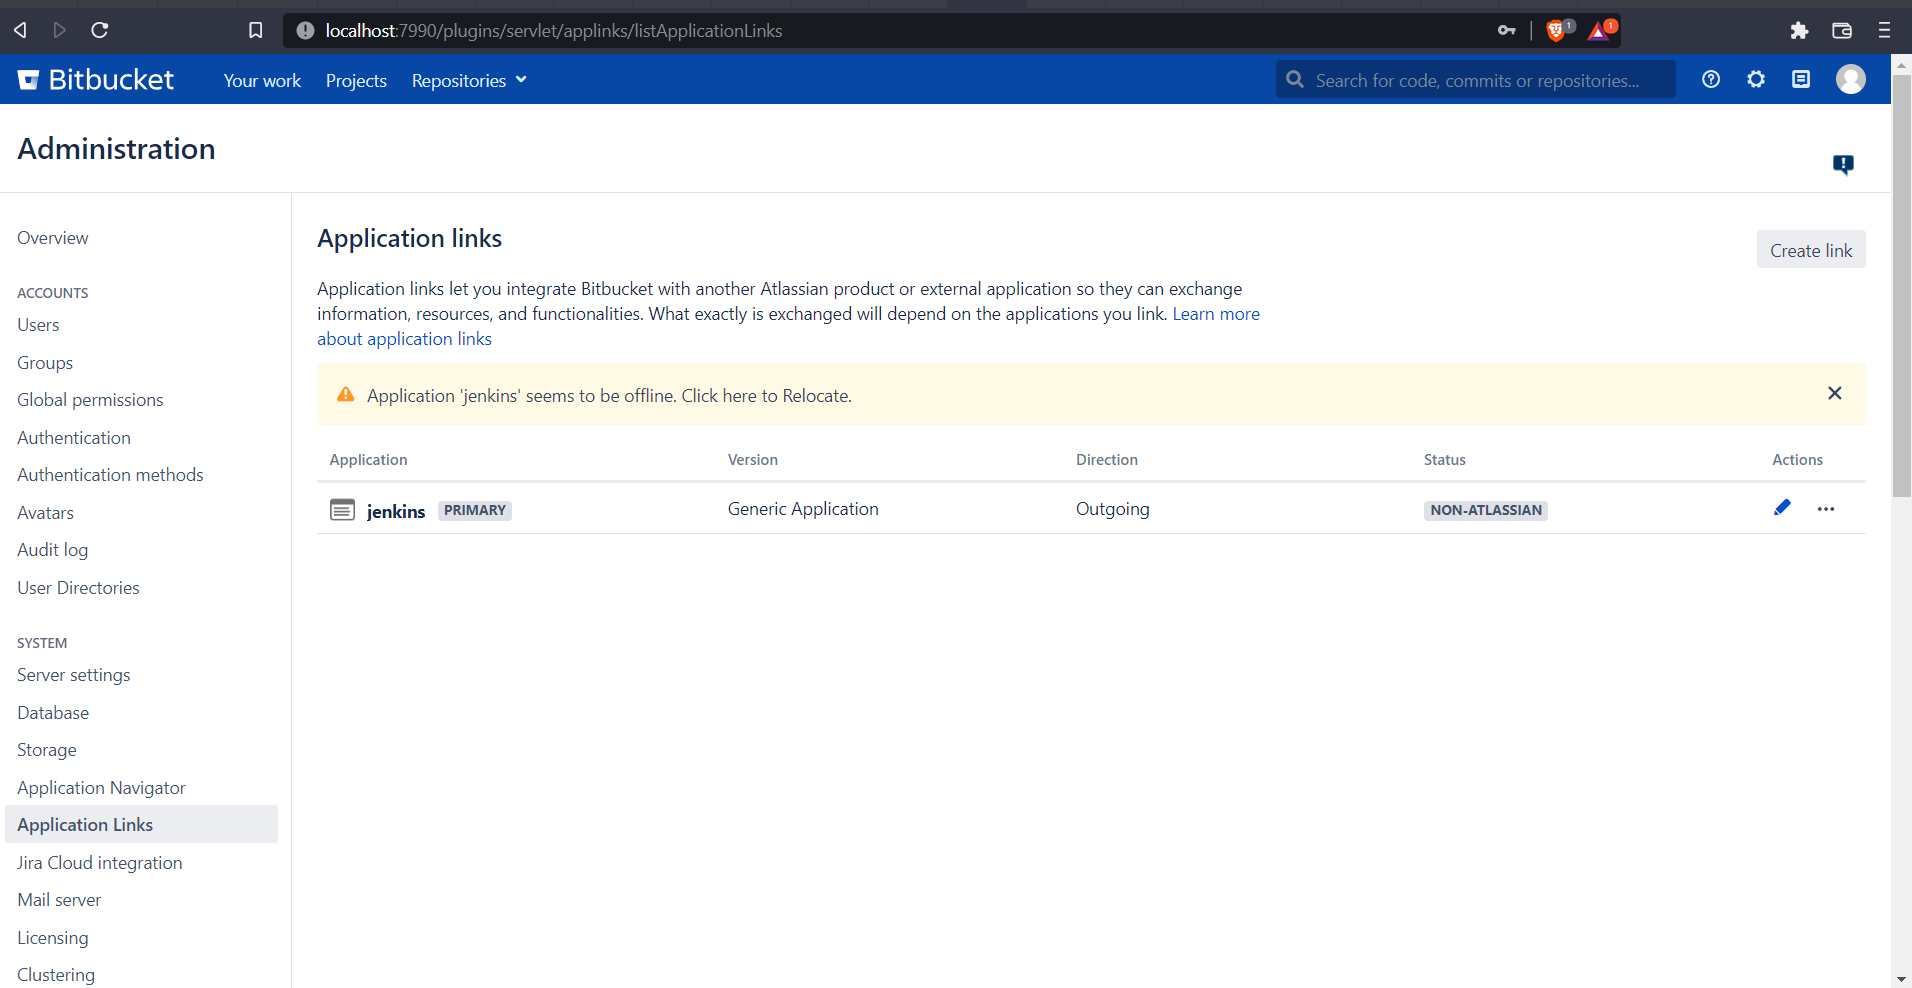 localhost:7990/plugins/servlet/applinks/listApplicationLinks
1
1
Bitbucket
Your work
Projects
Repositories
Search for code, commits or repositories...
Administration
Overview
ACCOUNTS
Users
Groups
Global permissions
Authentication
Authentication methods
Avatars
Audit log
User Directories
SYSTEM
Server settings
Database
Storage
Application Navigator
Application Links
Jira Cloud integration
Mail server
Licensing
Clustering
Application links
Create link
Application links let you integrate Bitbucket with another Atlassian product or external application so they can exchange
information, resources, and functionalities. What exactly is exchanged will depend on the applications you link. Learn more
about application links
Application 'jenkins' seems to be offline. Click here to Relocate.
Application Version Direction Status Actions
jenkins PRIMARY Generic Application Outgoing NON-ATLASSIAN